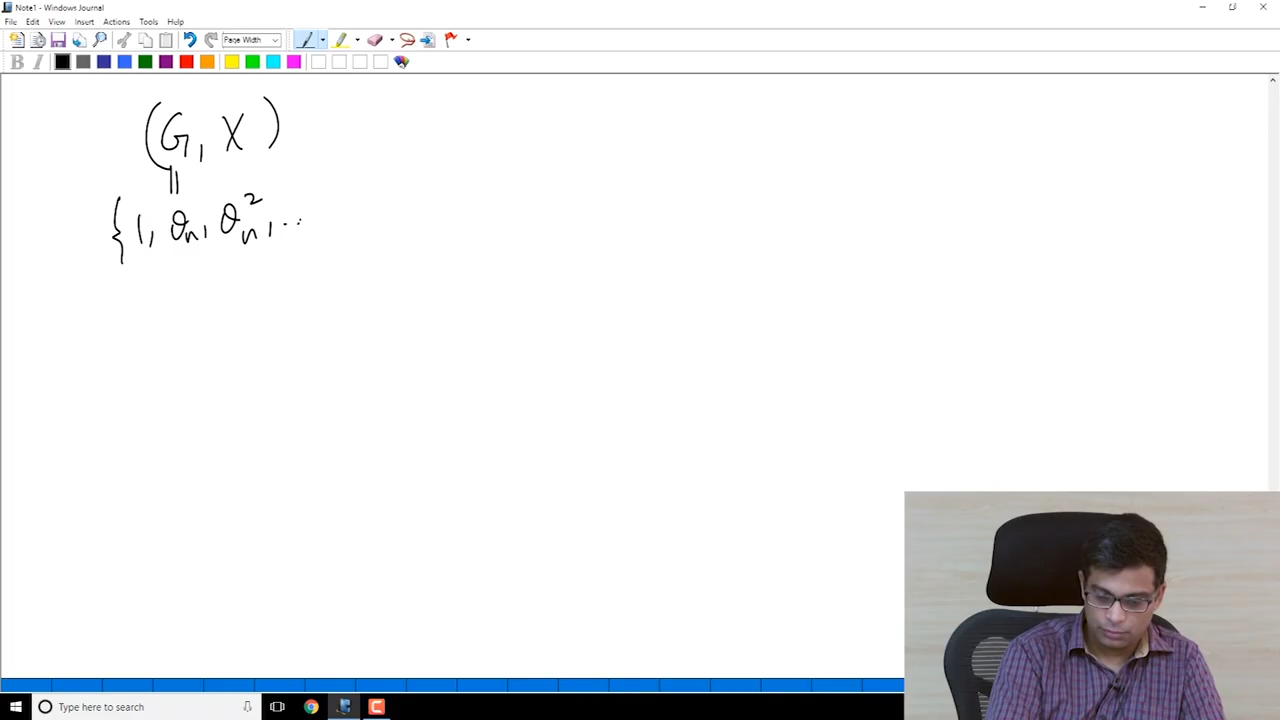 Note1 - Windows Journal
File Edit View Insert Actions Tools Help
Page Width
B I
(G, X)
||
{1, θn, θn², ...
Type here to search